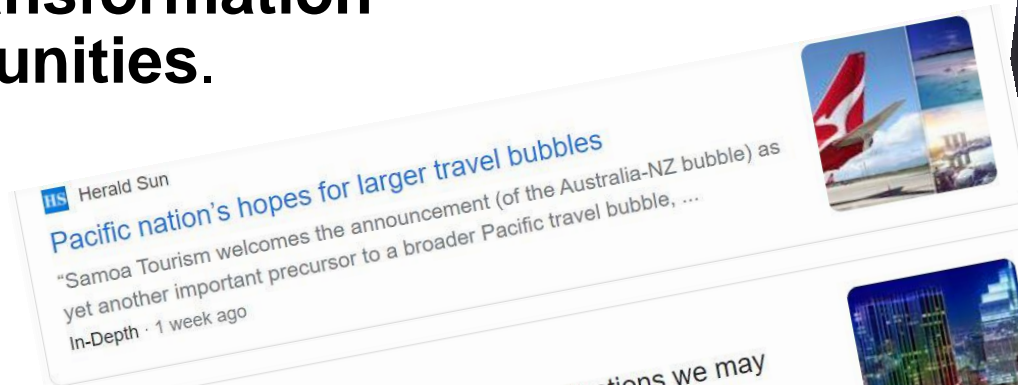 unities.
HS Herald Sun
Pacific nation's hopes for larger travel bubbles
“Samoa Tourism welcomes the announcement (of the Australia-NZ bubble) as
yet another important precursor to a broader Pacific travel bubble, ...
In-Depth · 1 week ago
we may